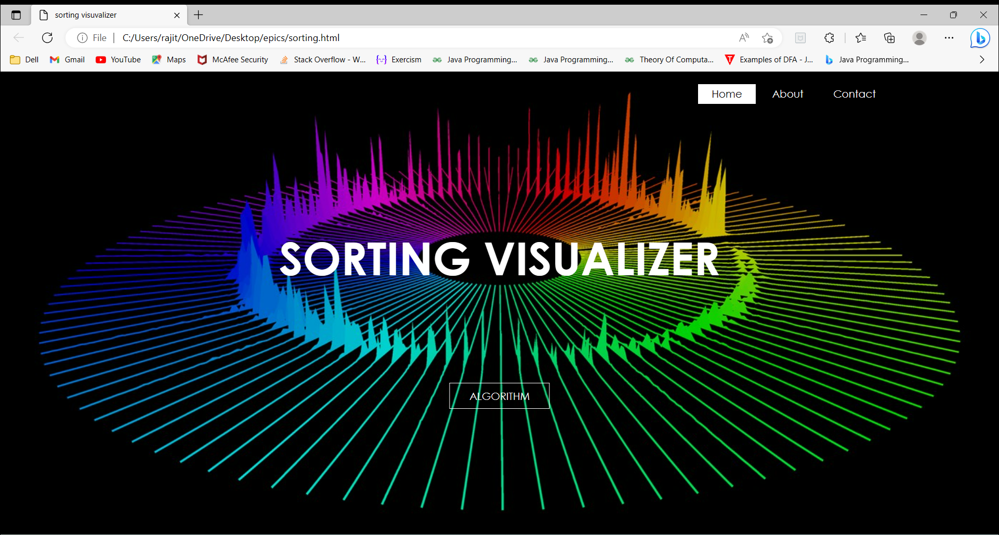 sorting visuvalizer
File C:/Users/rajit/OneDrive/Desktop/epics/sorting.html
Dell Gmail YouTube Maps McAfee Security Stack Overflow - W... Exercism Java Programming... Java Programming... Theory Of Computa... Examples of DFA - J... Java Programming...
Home About Contact
SORTING VISUALIZER
ALGORITHM